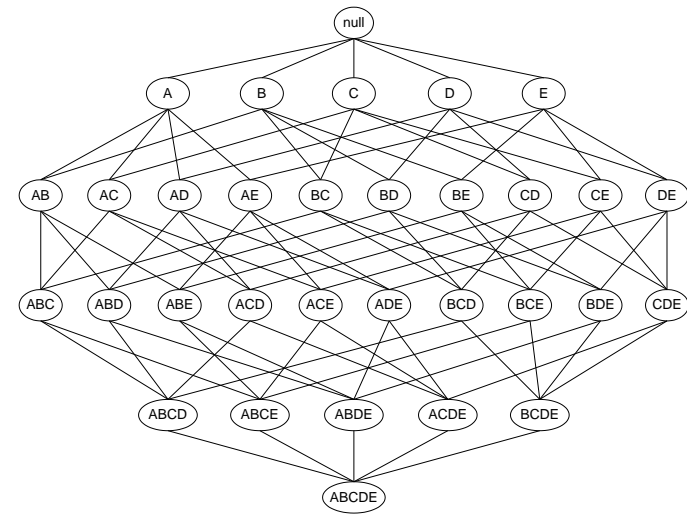 null
A B C D E
AB AC AD AE BC BD BE CD CE DE
ABC ABD ABE ACD ACE ADE BCD BCE BDE CDE
ABCD ABCE ABDE ACDE BCDE
ABCDE